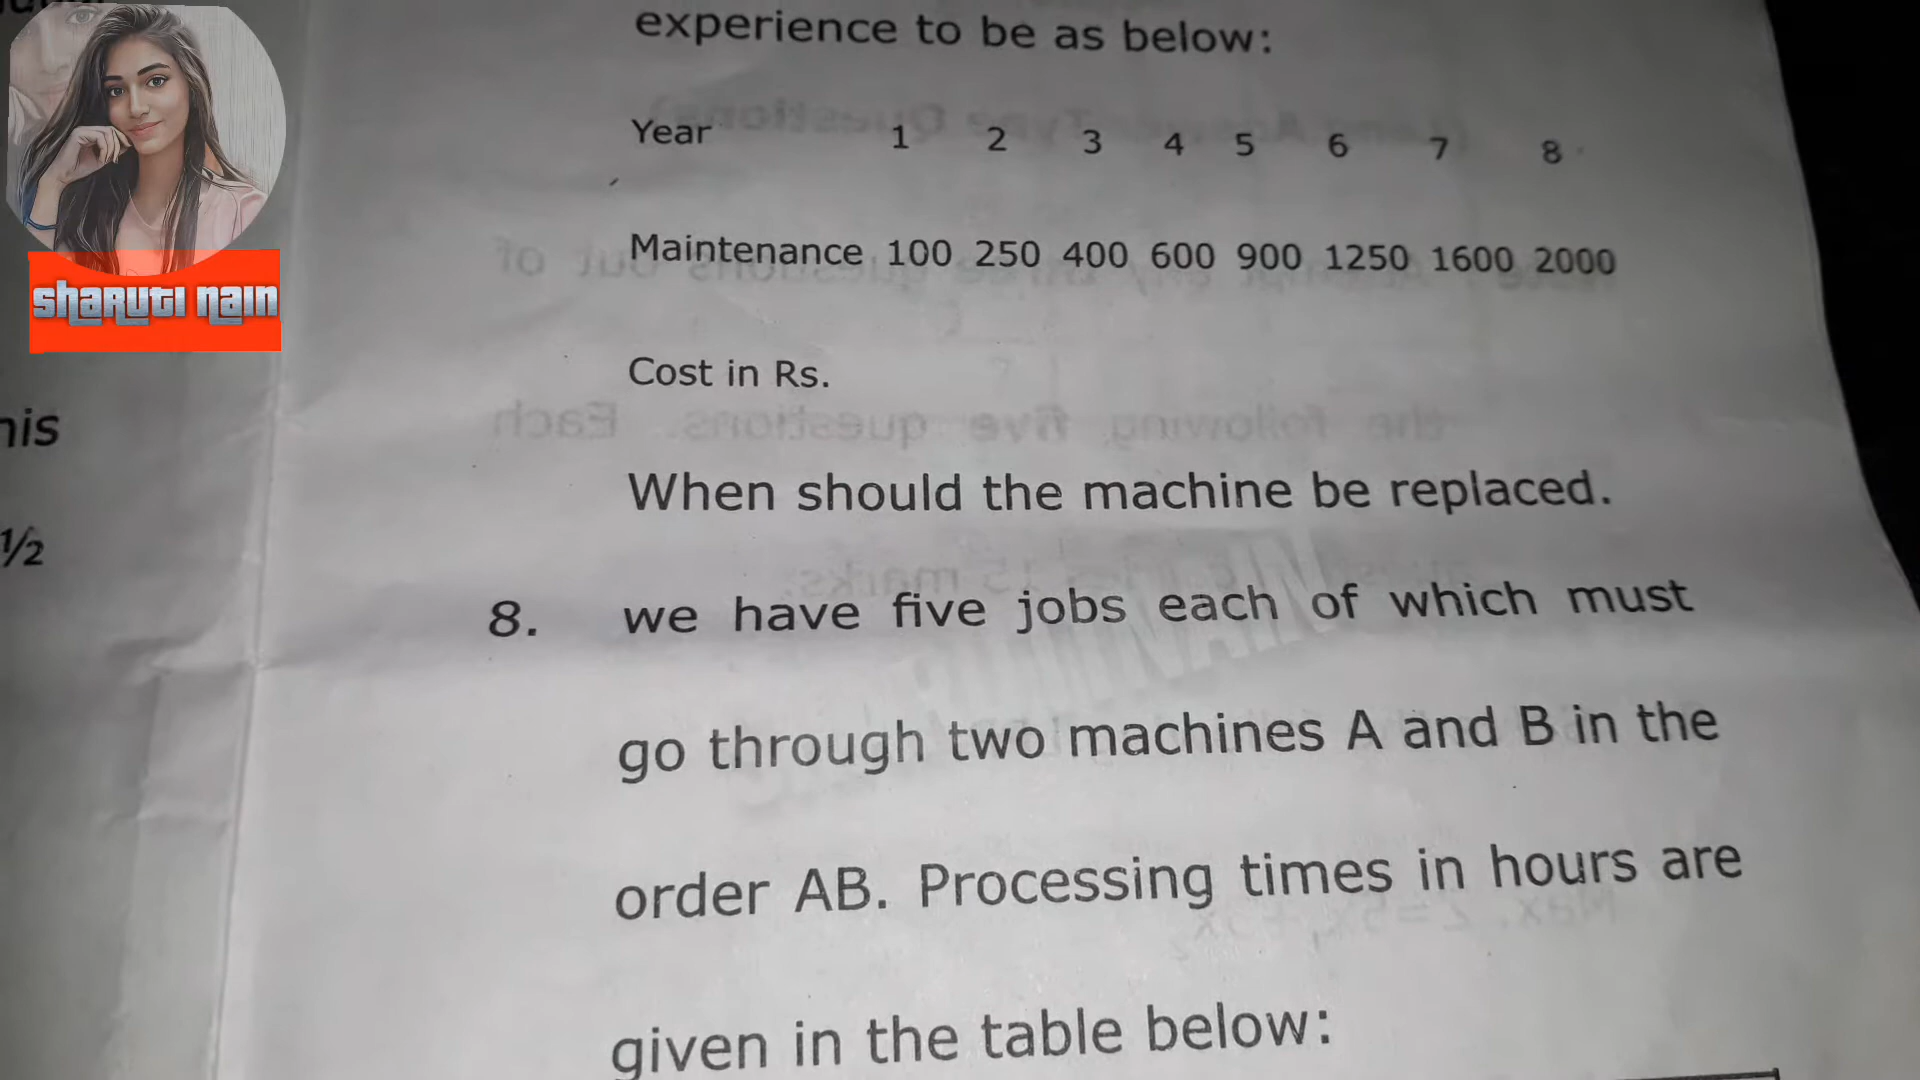 experience to be as below:
Year 1 2 3 4 5 6 7 8
Maintenance 100 250 400 600 900 1250 1600 2000
Cost in Rs.
When should the machine be replaced.
8. we have five jobs each of which must
go through two machines A and B in the
order AB. Processing times in hours are
given in the table below:
sharuti nain
½